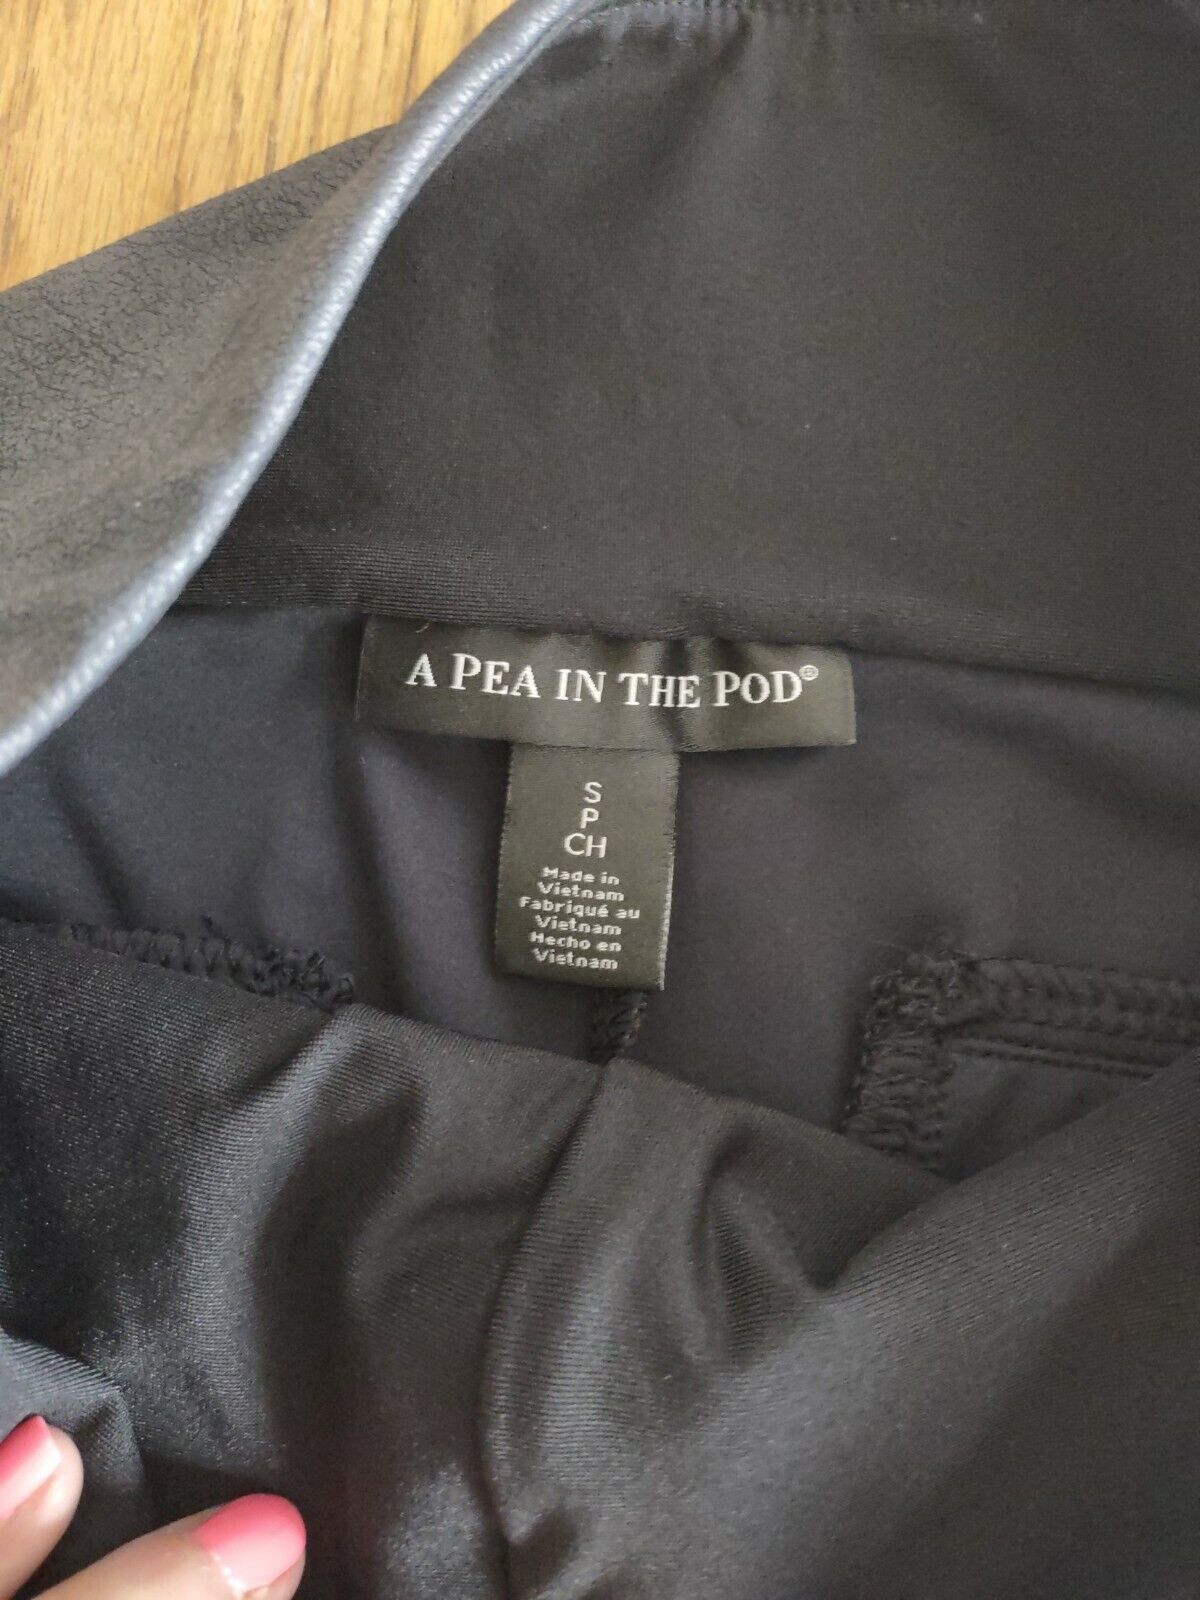 A PEA IN THE POD®
S
P
CH
Made in
Vietnam
Fabriqué au
Vietnam
Hecho en
Vietnam